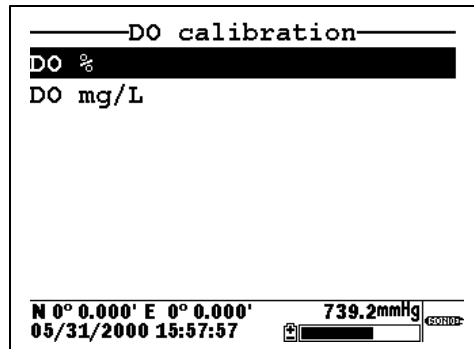 DO calibration
DO %
DO mg/L
N 0° 0.000' E 0° 0.000' 739.2mmHg
05/31/2000 15:57:57
SONDE